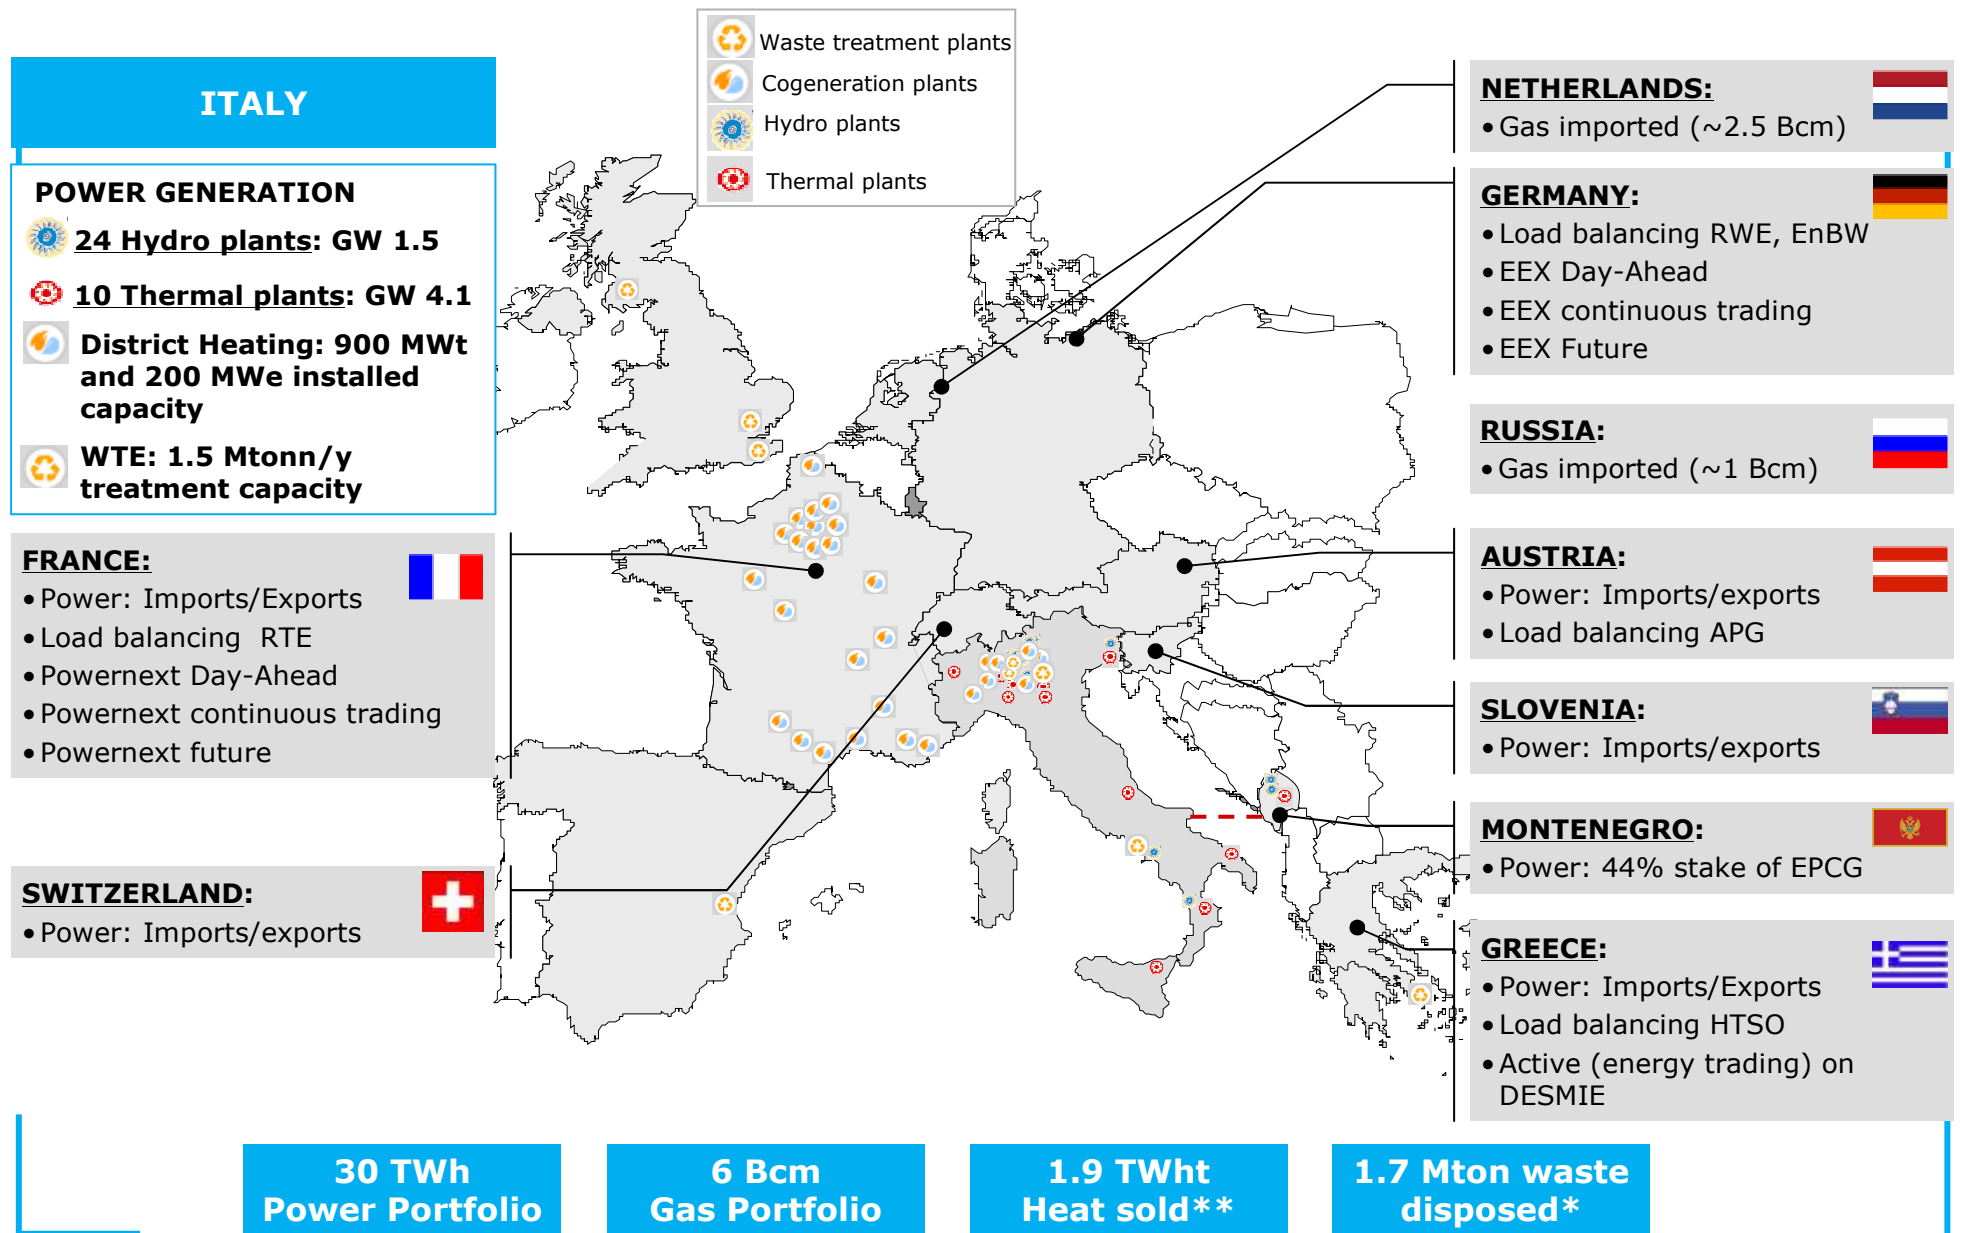 Waste treatment plants
Cogeneration plants
Hydro plants
Thermal plants
ITALY
POWER GENERATION
24 Hydro plants: GW 1.5
10 Thermal plants: GW 4.1
District Heating: 900 MWt
and 200 MWe installed
capacity
WTE: 1.5 Mtonn/y
treatment capacity
FRANCE:
• Power: Imports/Exports
• Load balancing RTE
• Powernext Day-Ahead
• Powernext continuous trading
• Powernext future
SWITZERLAND:
• Power: Imports/exports
NETHERLANDS:
• Gas imported (~2.5 Bcm)
GERMANY:
• Load balancing RWE, EnBW
• EEX Day-Ahead
• EEX continuous trading
• EEX Future
RUSSIA:
• Gas imported (~1 Bcm)
AUSTRIA:
• Power: Imports/exports
• Load balancing APG
SLOVENIA:
• Power: Imports/exports
MONTENEGRO:
• Power: 44% stake of EPCG
GREECE:
• Power: Imports/Exports
• Load balancing HTSO
• Active (energy trading) on
DESMIE
30 TWh
Power Portfolio
6 Bcm
Gas Portfolio
1.9 TWht
Heat sold**
1.7 Mton waste
disposed*